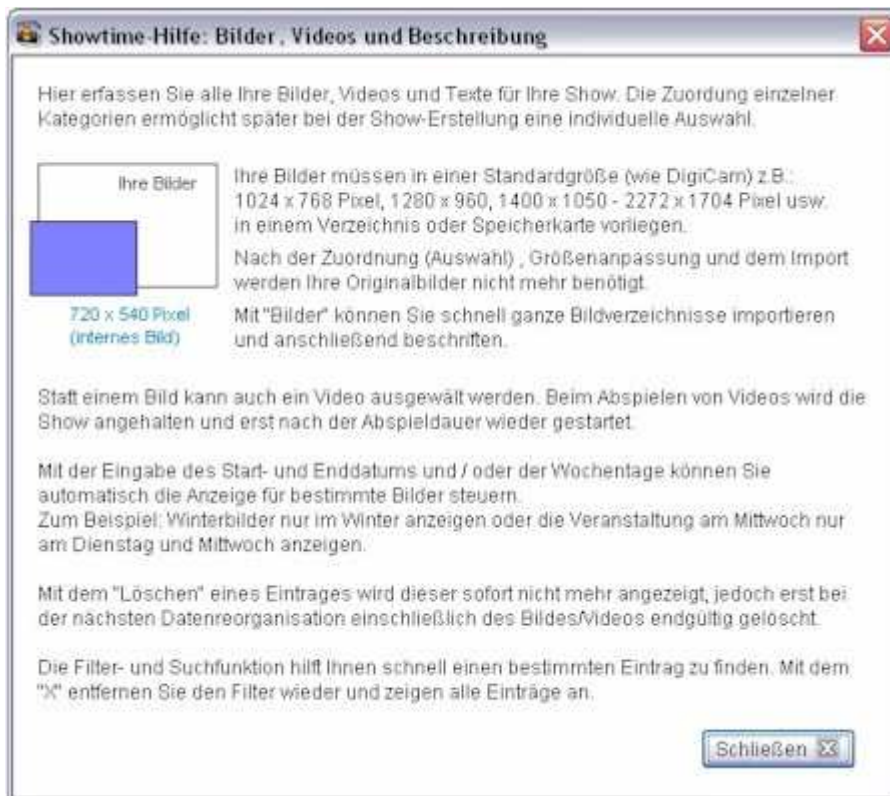 Showtime-Hilfe: Bilder, Videos und Beschreibung
Hier erfassen Sie alle Ihre Bilder, Videos und Texte für Ihre Show. Die Zuordung einzelner
Kategorien ermöglicht später bei der Show-Erstellung eine individuelle Auswahl.
Ihre Bilder
720 x 540 Pixel
(internes Bild)
Ihre Bilder müssen in einer Standardgröße (wie DigiCam) z.B.:
1024 x 768 Pixel, 1280 x 960, 1400 x 1050 - 2272 x 1704 Pixel usw.
in einem Verzeichnis oder Speicherkarte vorliegen.
Nach der Zuordnung (Auswahl) , Größenanpassung und dem Import
werden Ihre Originalbilder nicht mehr benötigt.
Mit "Bilder" können Sie schnell ganze Bildverzeichnisse importieren
und anschließend beschriften.
Statt einem Bild kann auch ein Video ausgewält werden. Beim Abspielen von Videos wird die
Show angehalten und erst nach der Abspieldauer wieder gestartet.
Mit der Eingabe des Start- und Enddatums und / oder der Wochentage können Sie
automatisch die Anzeige für bestimmte Bilder steuern.
Zum Beispiel: Winterbilder nur im Winter anzeigen oder die Veranstaltung am Mittwoch nur
am Dienstag und Mittwoch anzeigen.
Mit dem "Löschen" eines Eintrages wird dieser sofort nicht mehr angezeigt, jedoch erst bei
der nächsten Datenreorganisation einschließlich des Bildes/Videos endgültig gelöscht.
Die Filter- und Suchfunktion hilft Ihnen schnell einen bestimmten Eintrag zu finden. Mit dem
"X" entfernen Sie den Filter wieder und zeigen alle Einträge an.
Schließen